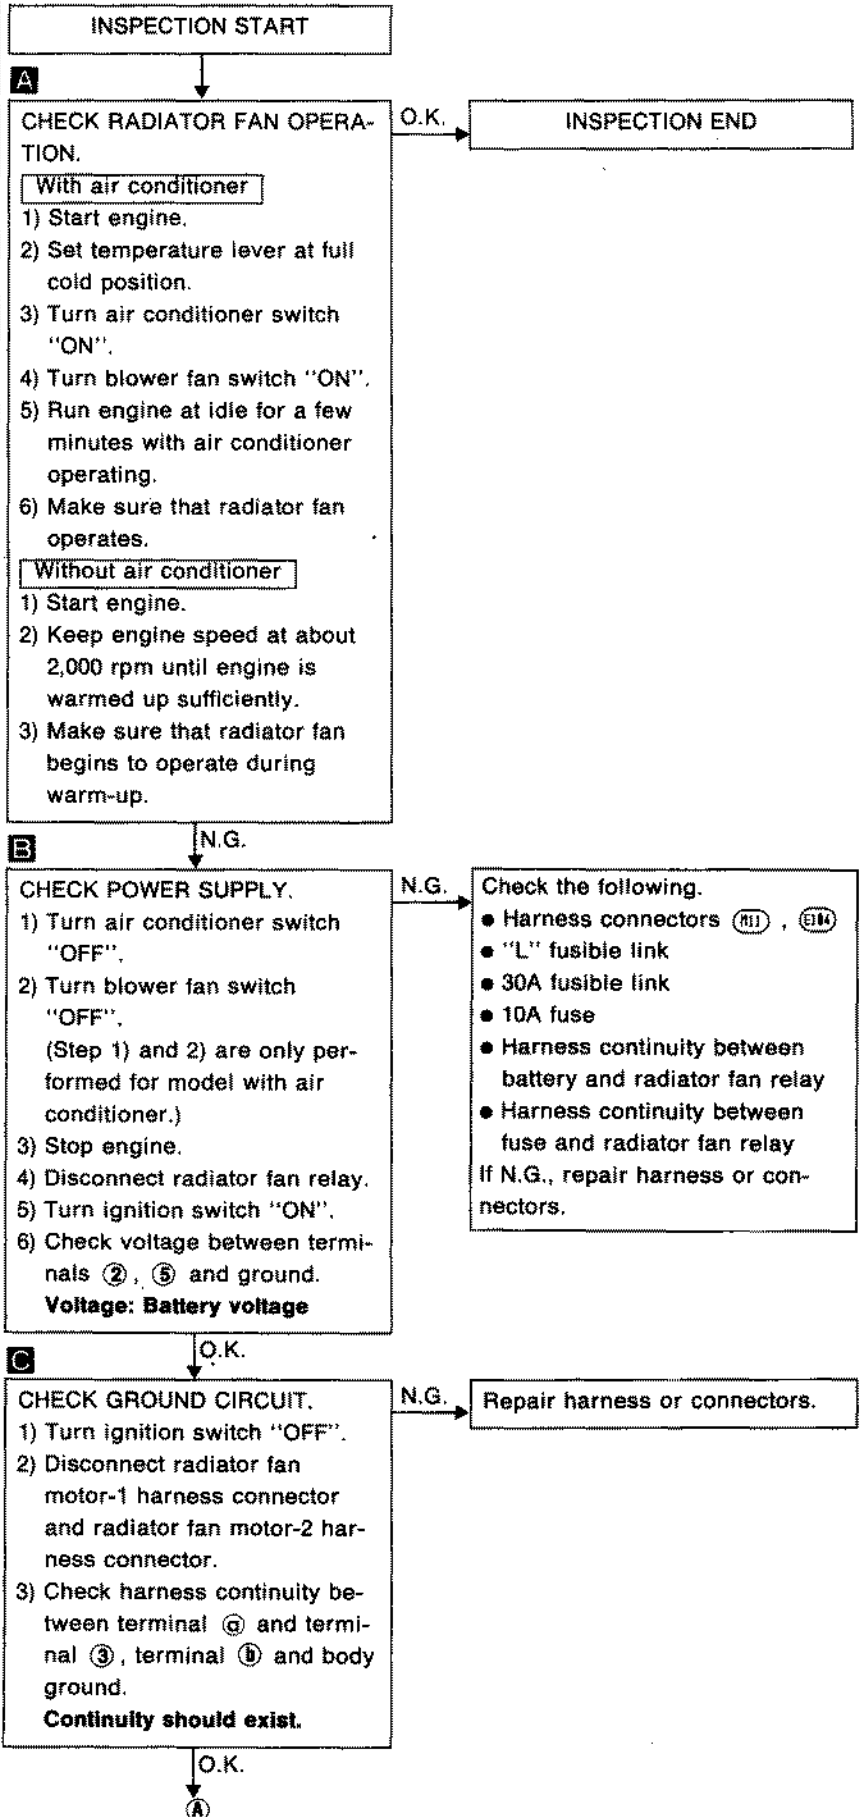 INSPECTION START
A
CHECK RADIATOR FAN OPERA-
TION.
With air conditioner
1) Start engine.
2) Set temperature lever at full
cold position.
3) Turn air conditioner switch
"ON".
4) Turn blower fan switch "ON".
5) Run engine at idle for a few
minutes with air conditioner
operating.
6) Make sure that radiator fan
operates.
Without air conditioner
1) Start engine.
2) Keep engine speed at about
2,000 rpm until engine is
warmed up sufficiently.
3) Make sure that radiator fan
begins to operate during
warm-up.
O.K.
INSPECTION END
N.G.
B
CHECK POWER SUPPLY.
1) Turn air conditioner switch
"OFF".
2) Turn blower fan switch
"OFF".
(Step 1) and 2) are only per-
formed for model with air
conditioner.)
3) Stop engine.
4) Disconnect radiator fan relay.
5) Turn ignition switch "ON".
6) Check voltage between termi-
nals ②, ⑤ and ground.
Voltage: Battery voltage
N.G.
Check the following.
● Harness connectors (M11) , (E104)
● "L" fusible link
● 30A fusible link
● 10A fuse
● Harness continuity between
battery and radiator fan relay
● Harness continuity between
fuse and radiator fan relay
If N.G., repair harness or con-
nectors.
O.K.
C
CHECK GROUND CIRCUIT.
1) Turn ignition switch "OFF".
2) Disconnect radiator fan
motor-1 harness connector
and radiator fan motor-2 har-
ness connector.
3) Check harness continuity be-
tween terminal ⓐ and termi-
nal ③, terminal ⓑ and body
ground.
Continuity should exist.
N.G.
Repair harness or connectors.
O.K.
Ⓐ